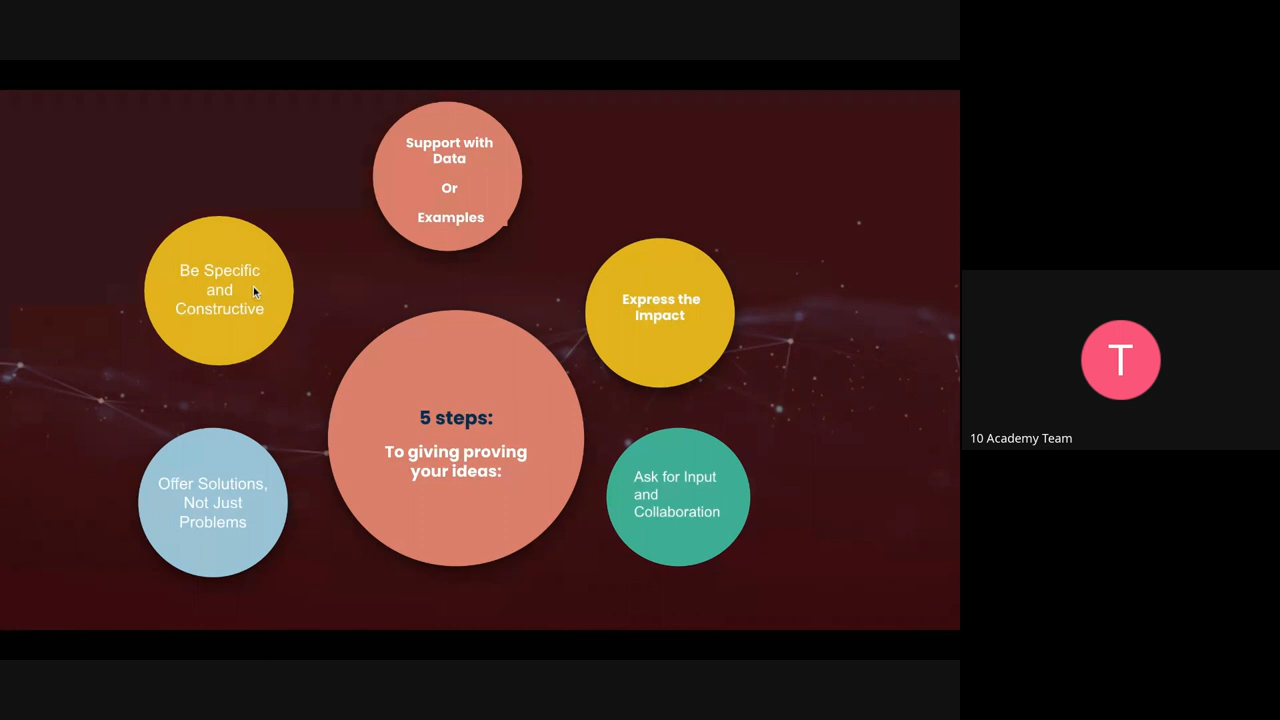 Support with
Data
Or
Examples
Be Specific
and
Constructive
Express the
Impact
5 steps:
To giving proving
your ideas:
Offer Solutions,
Not Just
Problems
Ask for Input
and
Collaboration
T
10 Academy Team